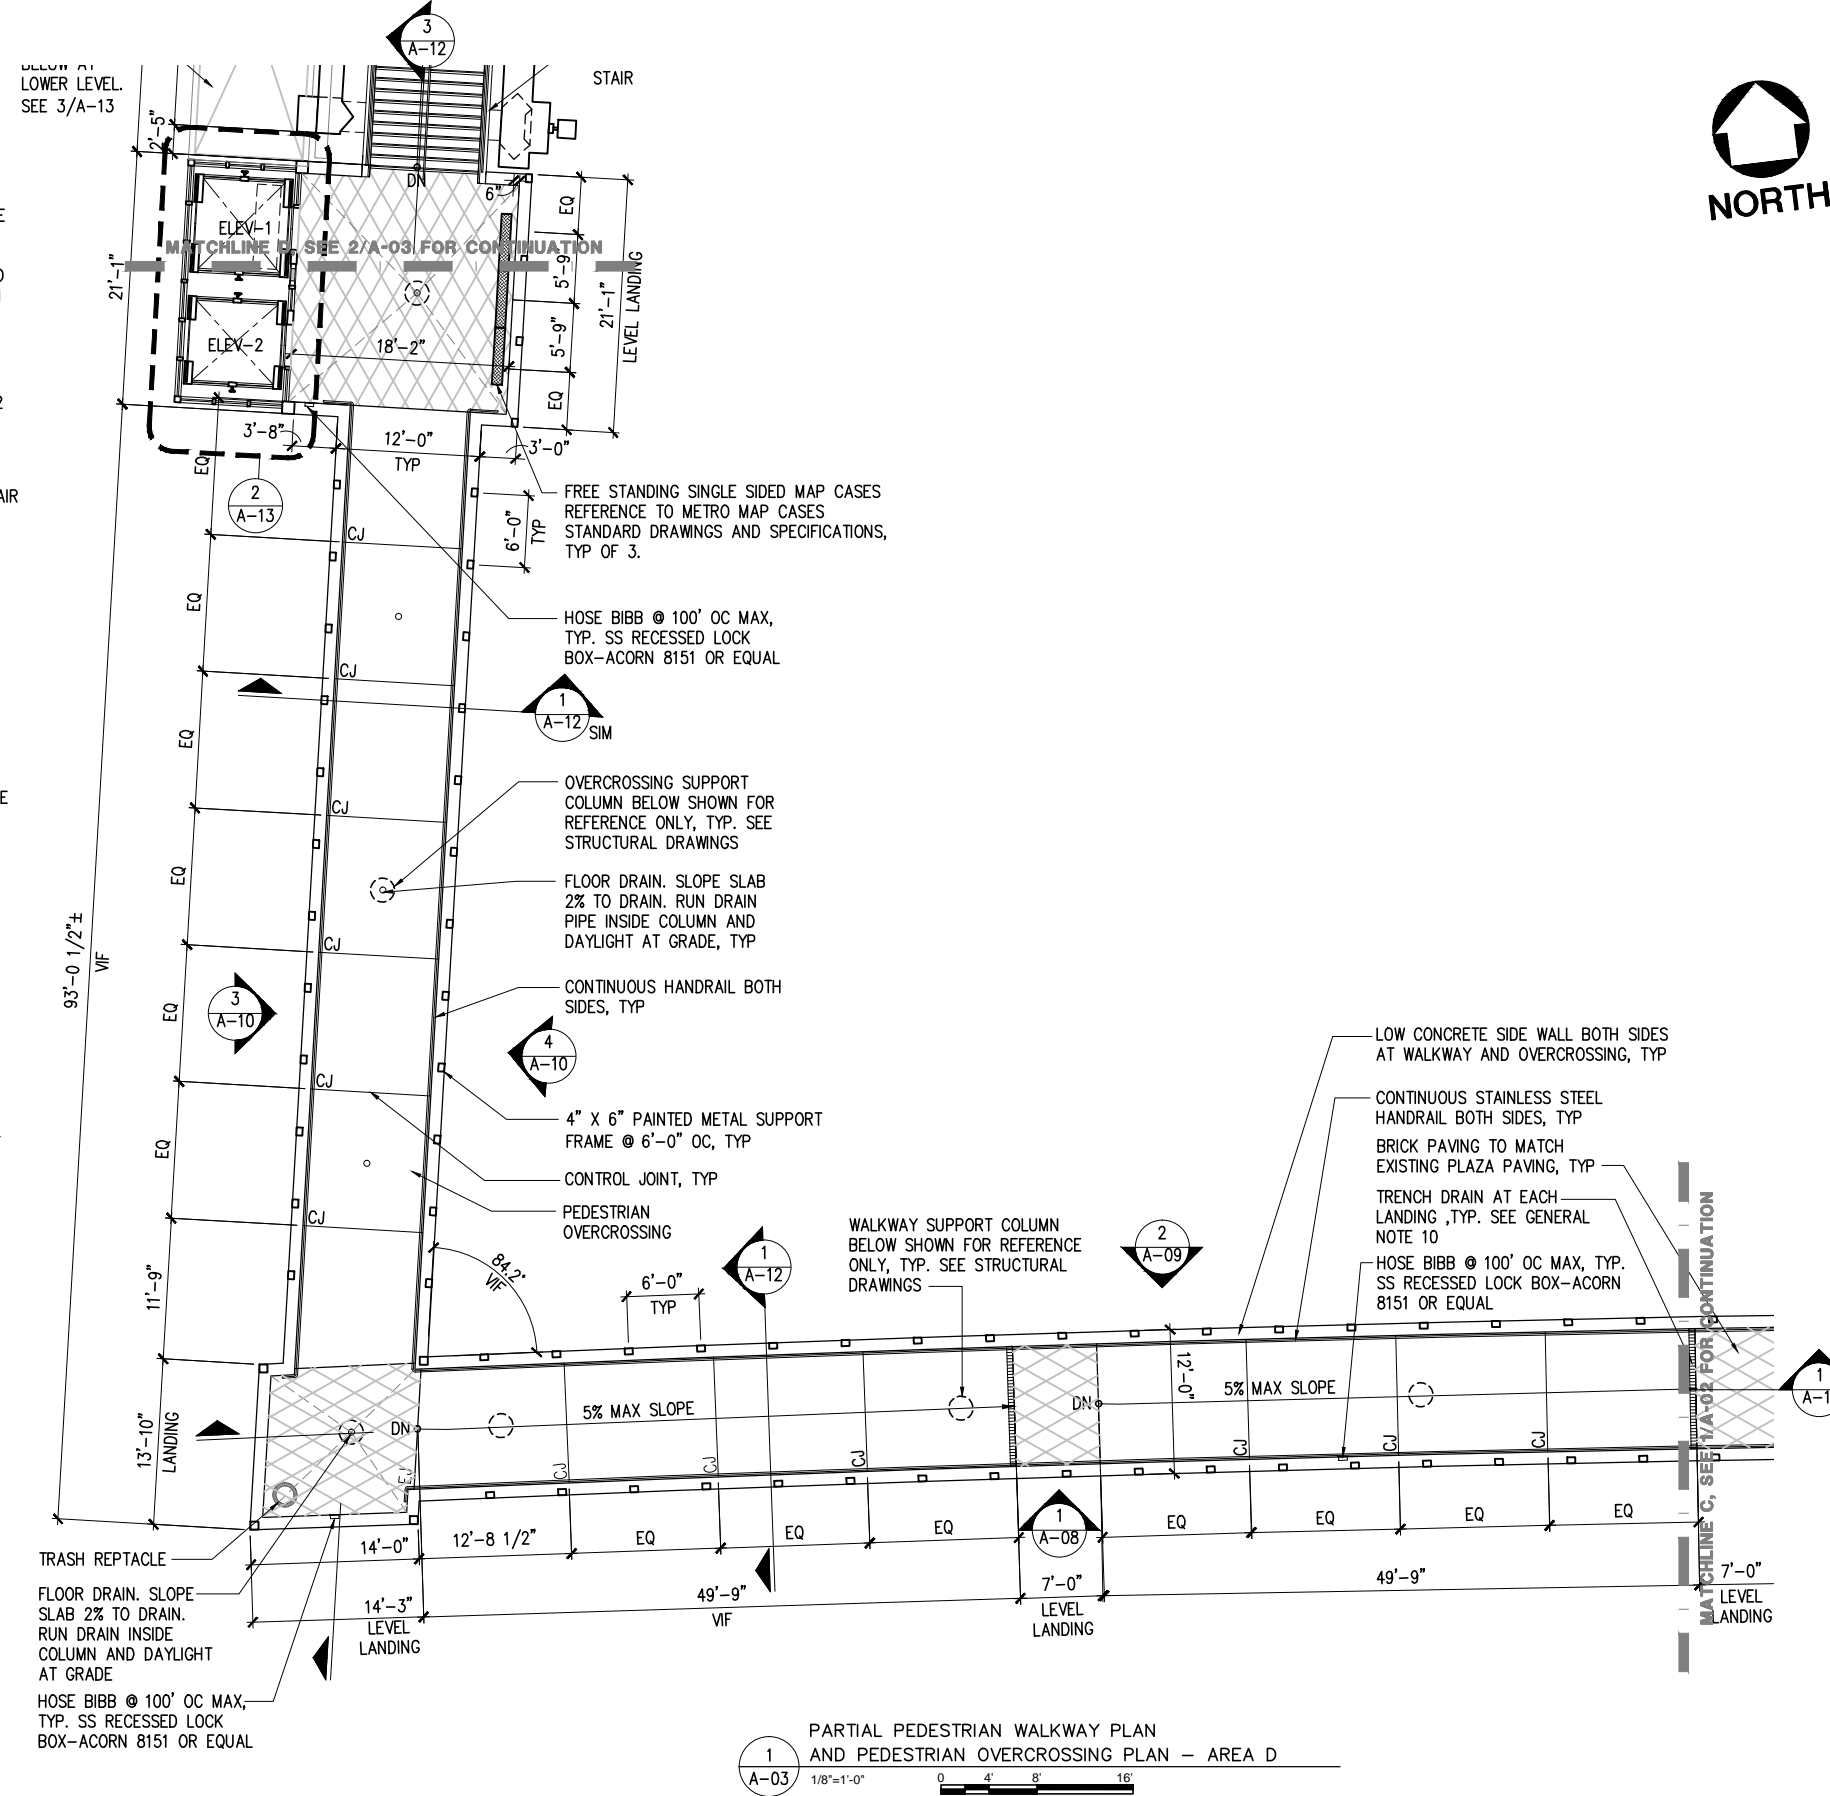 3
A-12
LOWER LEVEL.
SEE 3/A-13
STAIR
NORTH
2'-5"
DN
6"
EQ
ELEV-1
MATCHLINE D, SEE 2/A-03 FOR CONTINUATION
21'-1"
5'-9"
21'-1"
LEVEL LANDING
ELEV-2
18'-2"
5'-9"
EQ
3'-8"
12'-0"
TYP
3'-0"
EQ
2
A-13
AIR
FREE STANDING SINGLE SIDED MAP CASES
REFERENCE TO METRO MAP CASES
STANDARD DRAWINGS AND SPECIFICATIONS,
TYP OF 3.
6'-0"
TYP
CJ
EQ
HOSE BIBB @ 100' OC MAX,
TYP. SS RECESSED LOCK
BOX-ACORN 8151 OR EQUAL
CJ
1
A-12
SIM
EQ
OVERCROSSING SUPPORT
COLUMN BELOW SHOWN FOR
REFERENCE ONLY, TYP. SEE
STRUCTURAL DRAWINGS
CJ
EQ
FLOOR DRAIN. SLOPE SLAB
2% TO DRAIN. RUN DRAIN
PIPE INSIDE COLUMN AND
DAYLIGHT AT GRADE, TYP
93'-0 1/2"±
VIF
CJ
CONTINUOUS HANDRAIL BOTH
SIDES, TYP
EQ
3
A-10
4
A-10
CJ
4" X 6" PAINTED METAL SUPPORT
FRAME @ 6'-0" OC, TYP
EQ
CONTROL JOINT, TYP
PEDESTRIAN
OVERCROSSING
CJ
LOW CONCRETE SIDE WALL BOTH SIDES
AT WALKWAY AND OVERCROSSING, TYP
CONTINUOUS STAINLESS STEEL
HANDRAIL BOTH SIDES, TYP
BRICK PAVING TO MATCH
EXISTING PLAZA PAVING, TYP
TRENCH DRAIN AT EACH
LANDING ,TYP. SEE GENERAL
NOTE 10
HOSE BIBB @ 100' OC MAX, TYP.
SS RECESSED LOCK BOX-ACORN
8151 OR EQUAL
WALKWAY SUPPORT COLUMN
BELOW SHOWN FOR REFERENCE
ONLY, TYP. SEE STRUCTURAL
DRAWINGS
2
A-09
1
A-12
84.2°
VIF
6'-0"
TYP
11'-9"
MATCHLINE C, SEE 1/A-02 FOR CONTINUATION
12'-0"
5% MAX SLOPE
DN
5% MAX SLOPE
DN
1
13'-10"
LANDING
EJ
CJ
CJ
CJ
CJ
CJ
CJ
14'-0"
12'-8 1/2"
EQ
EQ
EQ
1
A-08
EQ
EQ
EQ
EQ
14'-3"
LEVEL
LANDING
49'-9"
VIF
7'-0"
LEVEL
LANDING
49'-9"
7'-0"
LEVEL
LANDING
TRASH REPTACLE
FLOOR DRAIN. SLOPE
SLAB 2% TO DRAIN.
RUN DRAIN INSIDE
COLUMN AND DAYLIGHT
AT GRADE
HOSE BIBB @ 100' OC MAX,
TYP. SS RECESSED LOCK
BOX-ACORN 8151 OR EQUAL
PARTIAL PEDESTRIAN WALKWAY PLAN
1
AND PEDESTRIAN OVERCROSSING PLAN - AREA D
A-03
1/8"=1'-0"
0 4' 8' 16'